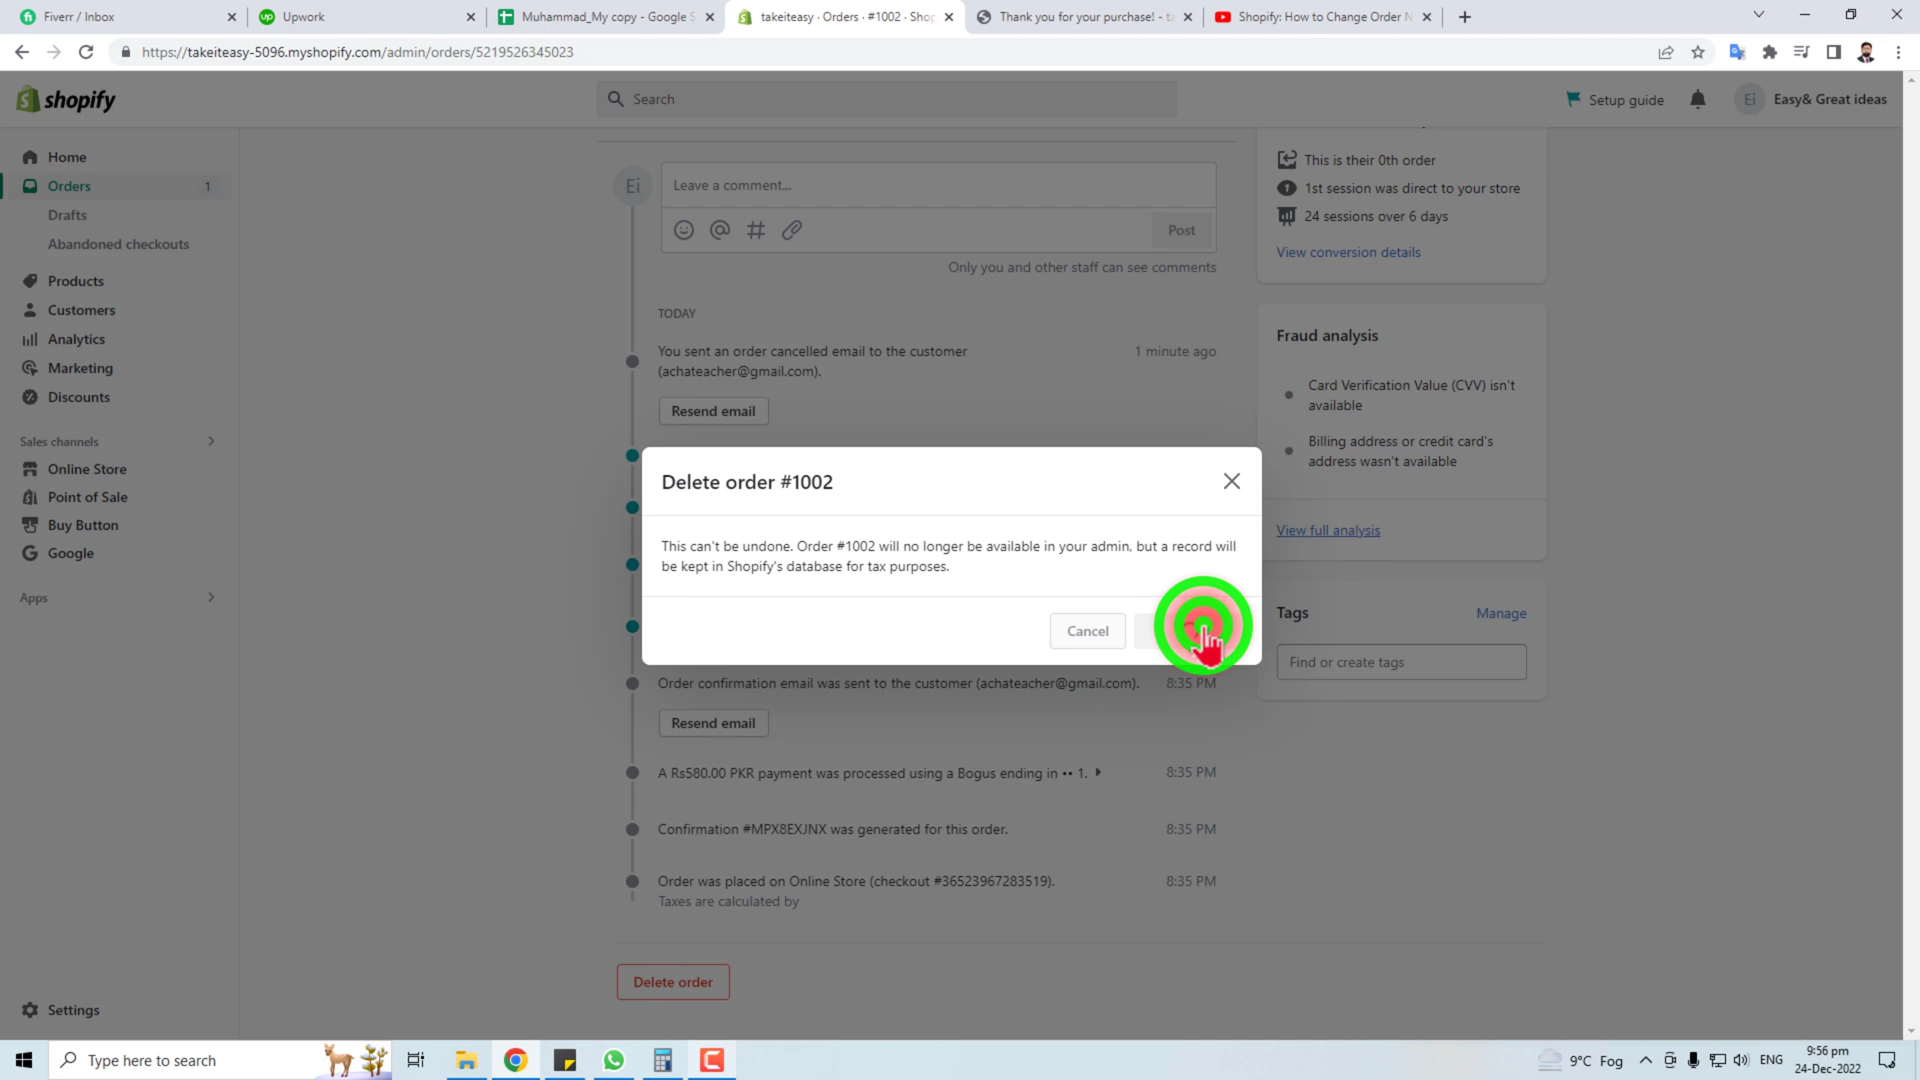 Fiverr / Inbox
Upwork
Muhammad_My copy - Google S
takeiteasy · Orders · #1002 · Shop
Thank you for your purchase! - ta
Shopify: How to Change Order N
https://takeiteasy-5096.myshopify.com/admin/orders/5219526345023
shopify
Search
Setup guide
Ei
Easy& Great ideas
Home
Orders
1
Drafts
Abandoned checkouts
Products
Customers
Analytics
Marketing
Discounts
Sales channels
Online Store
Point of Sale
Buy Button
Google
Apps
Settings
Ei
Leave a comment...
Post
Only you and other staff can see comments
TODAY
You sent an order cancelled email to the customer
(achateacher@gmail.com).
1 minute ago
Resend email
Delete order #1002
This can't be undone. Order #1002 will no longer be available in your admin, but a record will
be kept in Shopify's database for tax purposes.
Cancel
Order confirmation email was sent to the customer (achateacher@gmail.com).
8:35 PM
Resend email
A Rs580.00 PKR payment was processed using a Bogus ending in •• 1.
8:35 PM
Confirmation #MPX8EXJNX was generated for this order.
8:35 PM
Order was placed on Online Store (checkout #36523967283519).
8:35 PM
Taxes are calculated by
Delete order
This is their 0th order
1st session was direct to your store
24 sessions over 6 days
View conversion details
Fraud analysis
Card Verification Value (CVV) isn't
available
Billing address or credit card's
address wasn't available
View full analysis
Tags
Manage
Find or create tags
Type here to search
9°C Fog
ENG
9:56 pm
24-Dec-2022